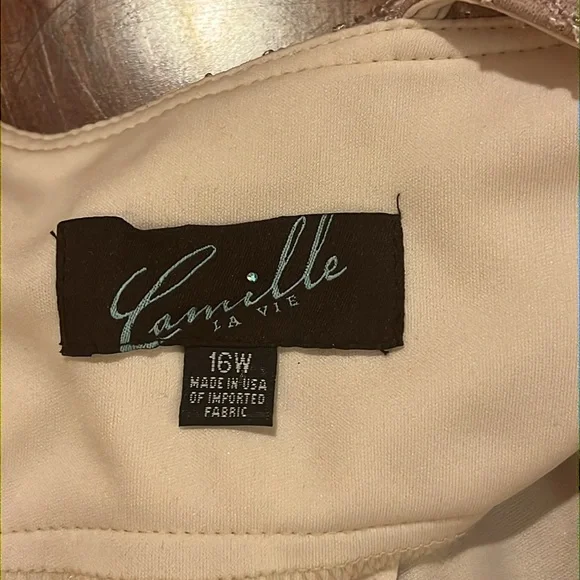 Camille
LA VIE
16W
MADE IN USA
OF IMPORTED
FABRIC